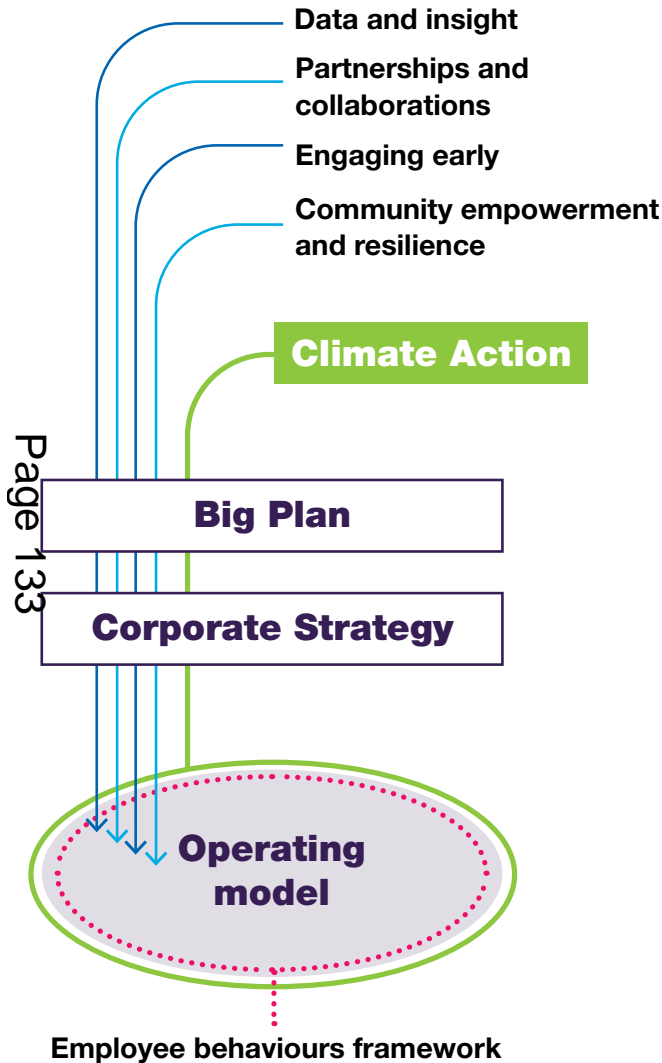 Data and insight
Partnerships and
collaborations
Engaging early
Community empowerment
and resilience
Climate Action
Page 133
Big Plan
Corporate Strategy
Operating
model
Employee behaviours framework